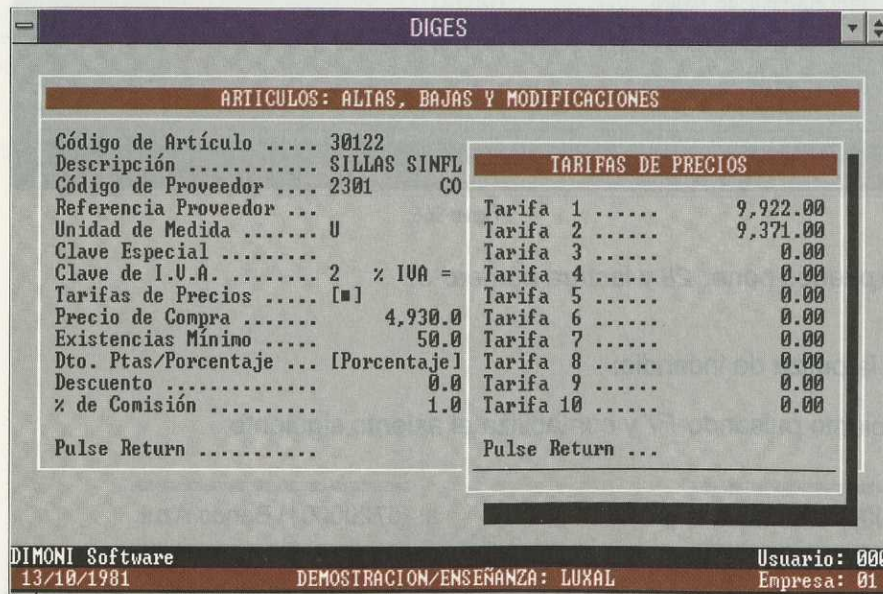 DIGES
ARTICULOS: ALTAS, BAJAS Y MODIFICACIONES
Código de Artículo ..... 30122
Descripción ............ SILLAS SINFL
Código de Proveedor .... 2301 CO
Referencia Proveedor ...
Unidad de Medida ....... U
Clave Especial .........
Clave de I.V.A. ........ 2 % IVA =
Tarifas de Precios ..... [■]
Precio de Compra ....... 4,930.0
Existencias Mínimo ..... 50.0
Dto. Ptas/Porcentaje ... [Porcentaje]
Descuento .............. 0.0
% de Comisión .......... 1.0
Pulse Return ...........
TARIFAS DE PRECIOS
Tarifa 1 ...... 9,922.00
Tarifa 2 ...... 9,371.00
Tarifa 3 ...... 0.00
Tarifa 4 ...... 0.00
Tarifa 5 ...... 0.00
Tarifa 6 ...... 0.00
Tarifa 7 ...... 0.00
Tarifa 8 ...... 0.00
Tarifa 9 ...... 0.00
Tarifa 10 ...... 0.00
Pulse Return ...
DIMONI Software Usuario: 000
13/10/1981 DEMOSTRACION/ENSEÑANZA: LUXAL Empresa: 01